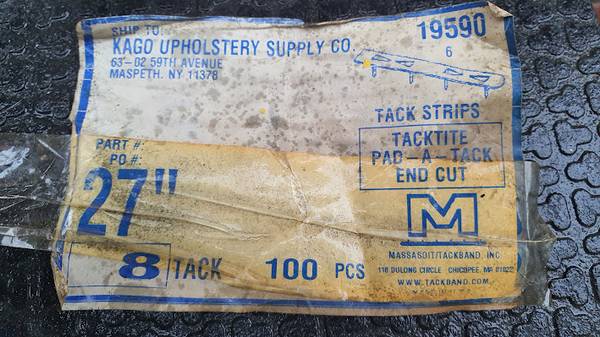 SHIP TO:
KAGO UPHOLSTERY SUPPLY CO.
63-02 59TH AVENUE
MASPETH, NY 11378
19590
6
TACK STRIPS
TACKTITE
PAD-A-TACK
END CUT
PART #:
PO #:
27"
8 TACK 100 PCS
M
MASSASOIT/TACKBAND, INC.
118 DULONG CIRCLE CHICOPEE, MA 01022
WWW.TACKBAND.COM